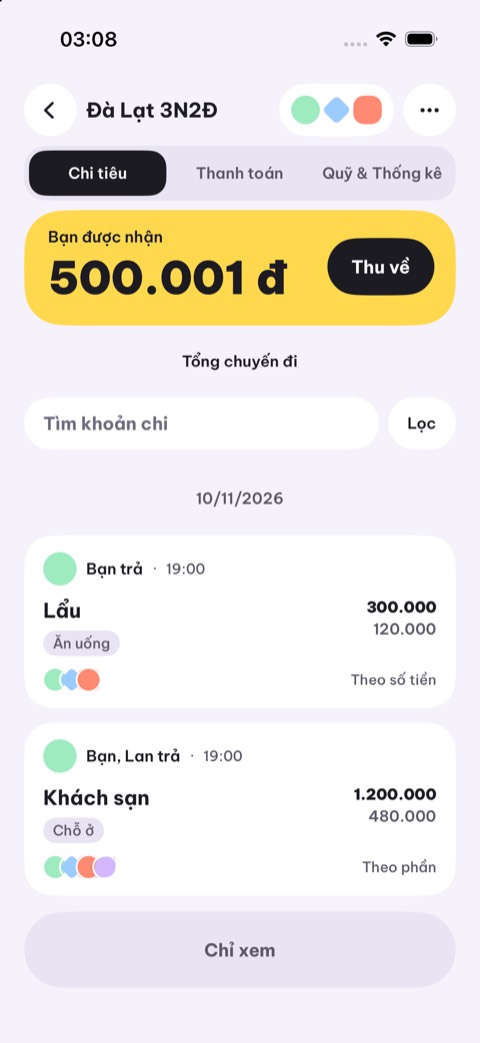 03:08
Đà Lạt 3N2Đ
Chi tiêu
Thanh toán
Quỹ & Thống kê
Bạn được nhận
500.001 đ
Thu về
Tổng chuyến đi
Tìm khoản chi
Lọc
10/11/2026
Bạn trả · 19:00
Lẩu
300.000
120.000
Ăn uống
Theo số tiền
Bạn, Lan trả · 19:00
Khách sạn
1.200.000
480.000
Chỗ ở
Theo phần
Chỉ xem